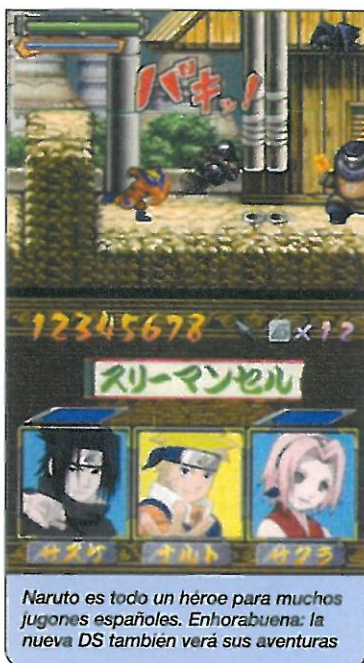 バキッ!
12345678
x12
スリーマンセル
サスケ ナルト サクラ
Naruto es todo un héroe para muchos
jugones españoles. Enhorabuena: la
nueva DS también verá sus aventuras